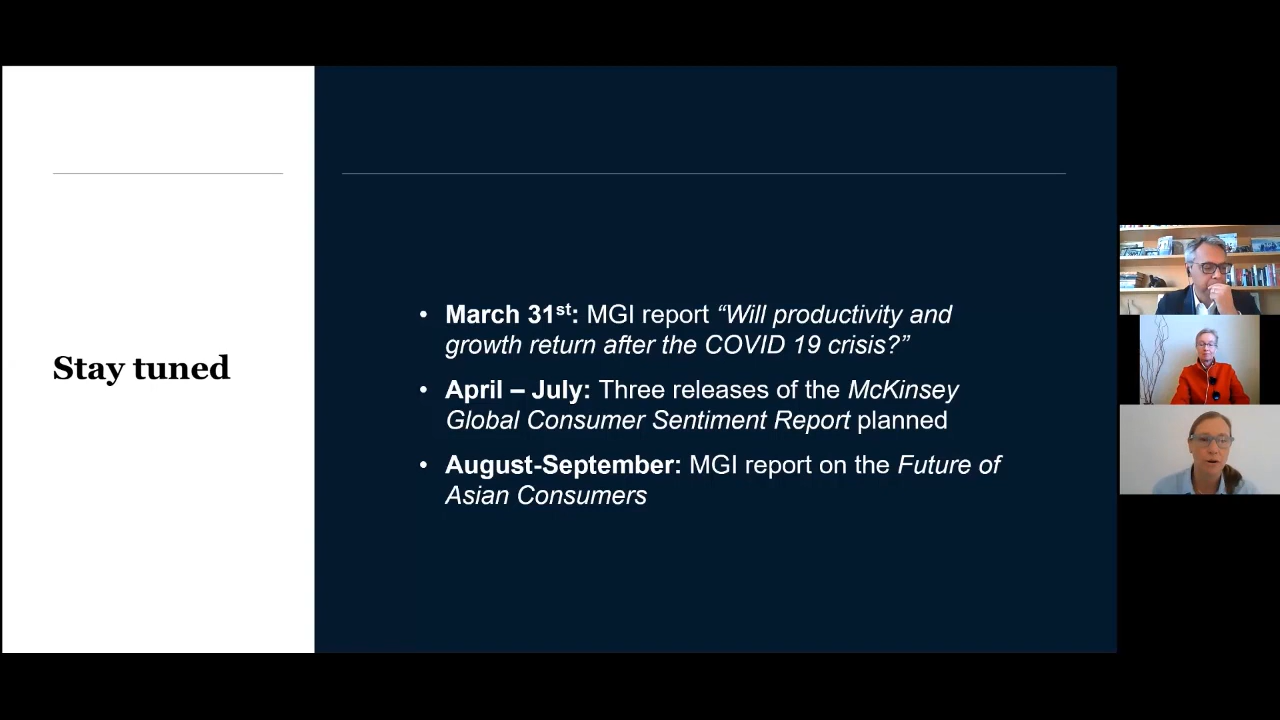 Stay tuned
• March 31st: MGI report “Will productivity and
growth return after the COVID 19 crisis?”
• April – July: Three releases of the McKinsey
Global Consumer Sentiment Report planned
• August-September: MGI report on the Future of
Asian Consumers